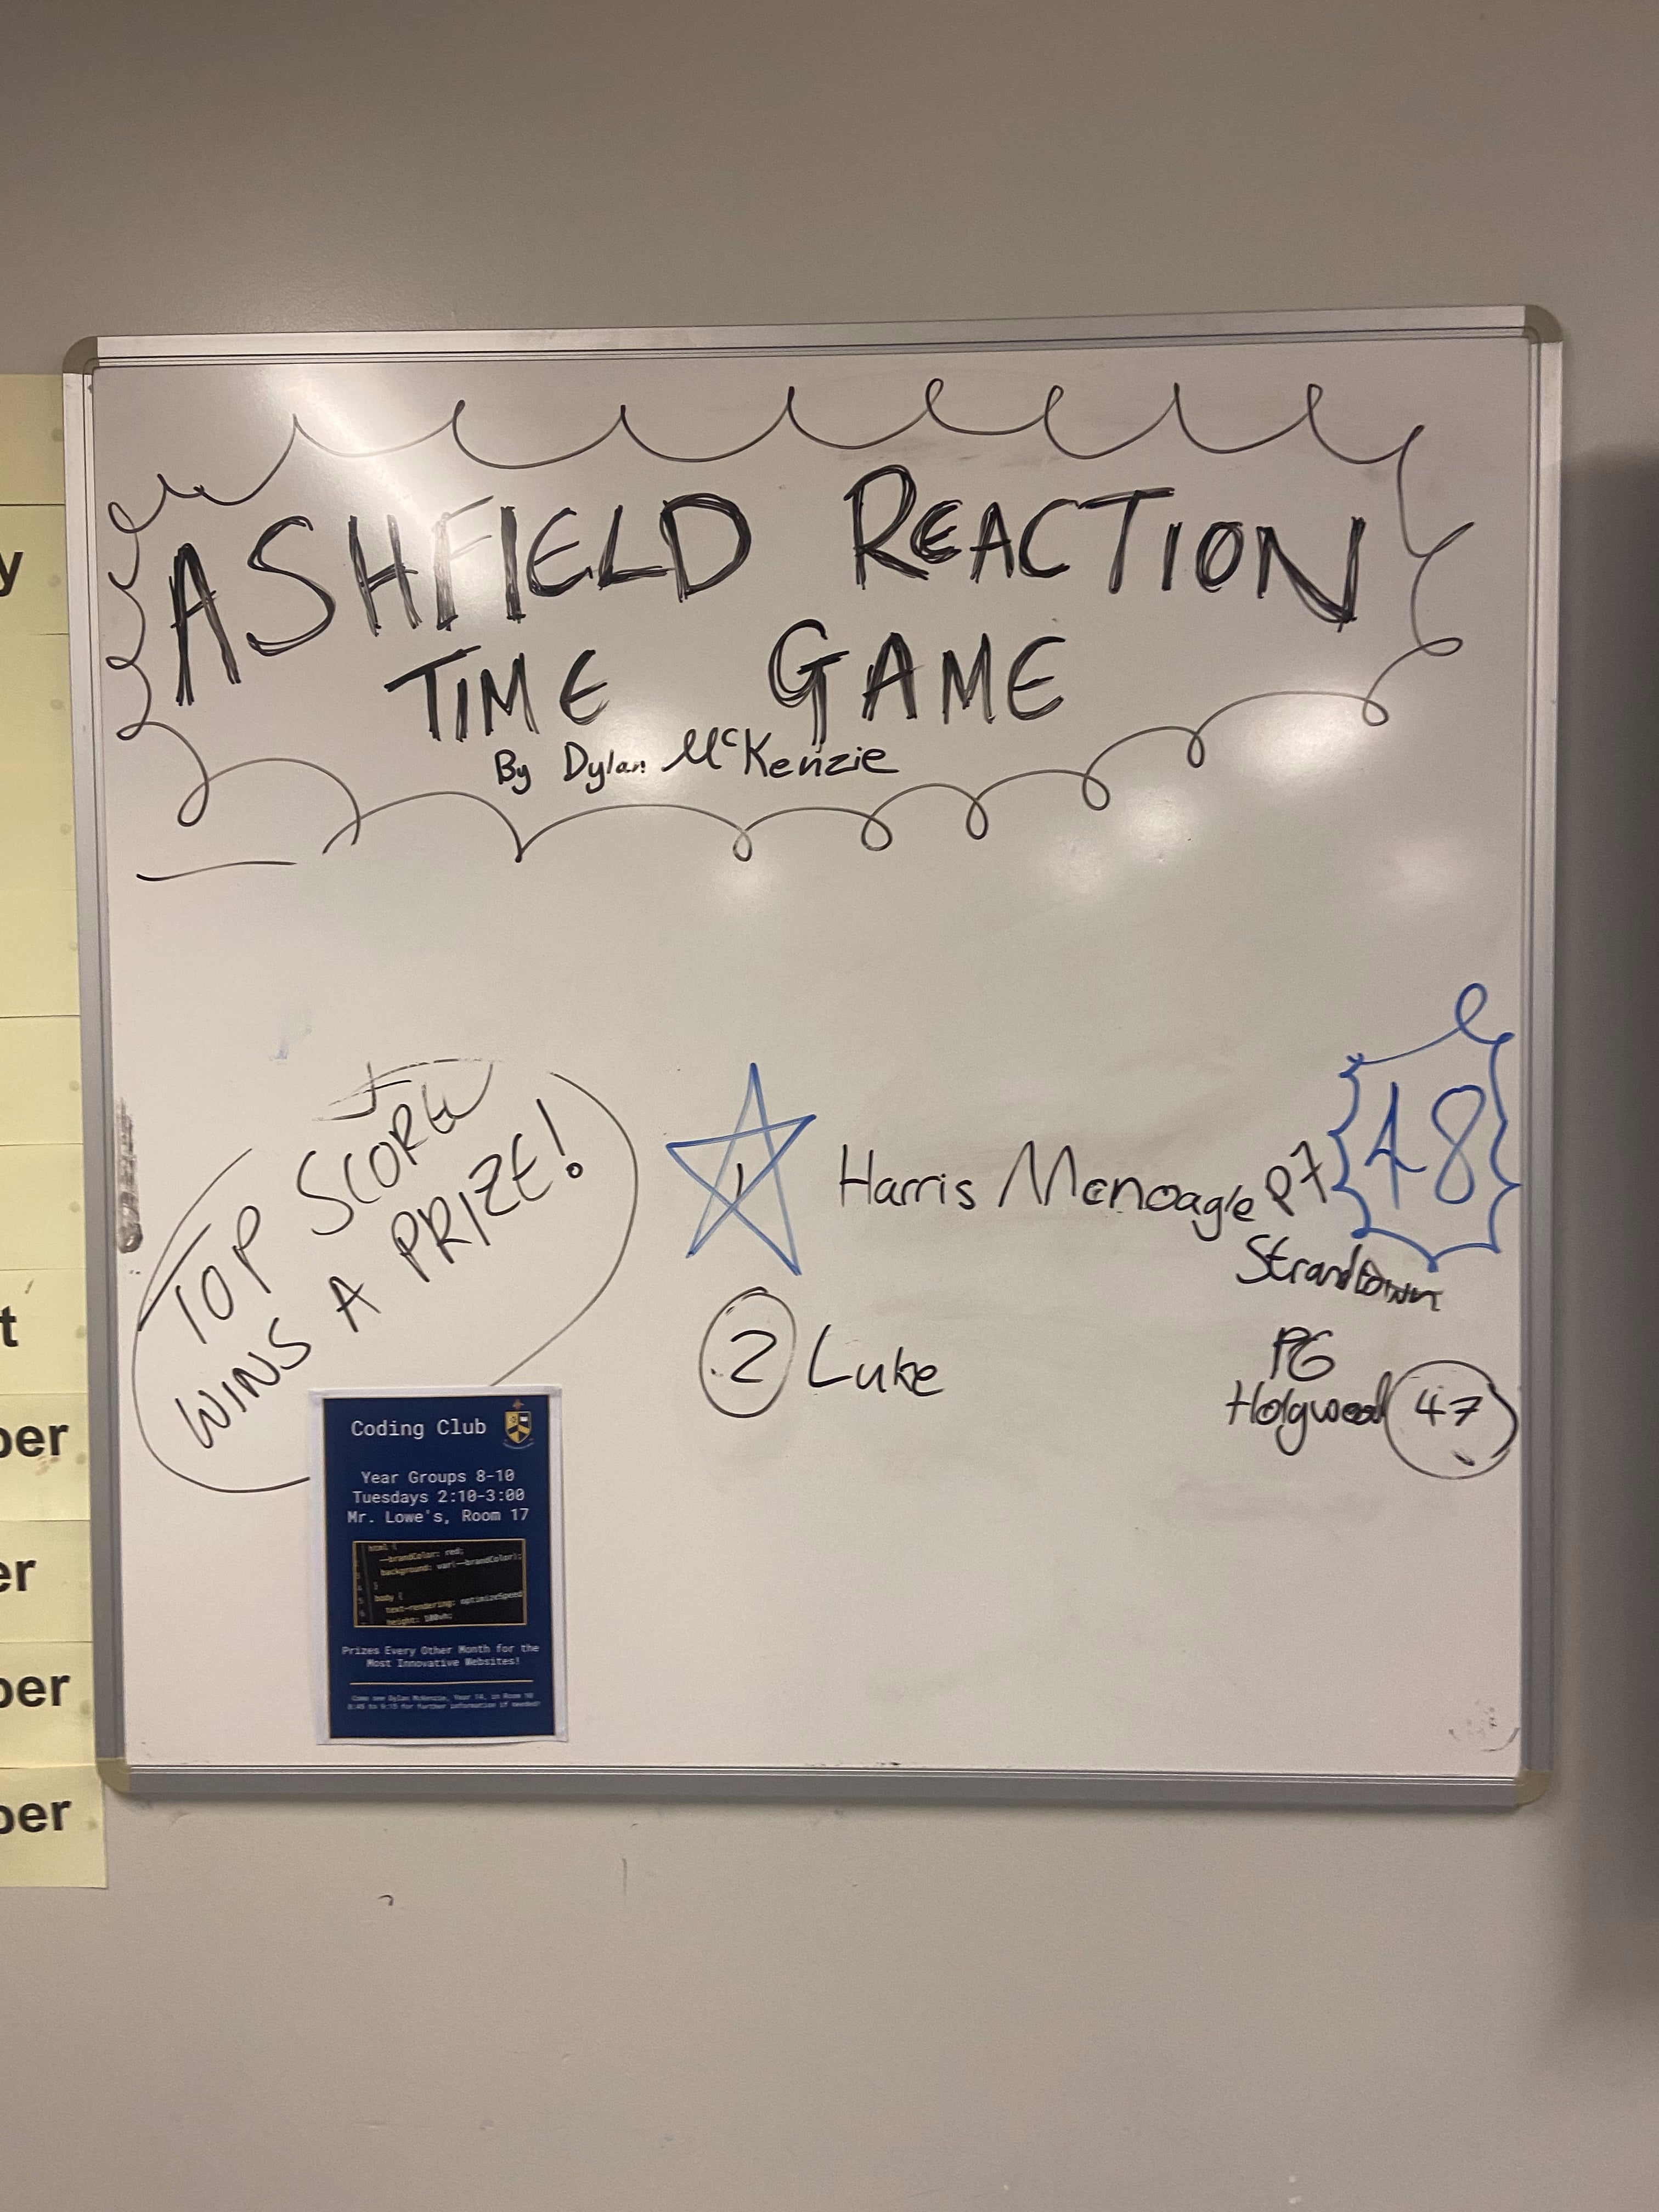 ASHFIELD REACTION
TIME GAME
By Dylan McKenzie
TOP SCORE
WINS A PRIZE!
1 Harris Mcnoagle P7 48
Strandtown
2 Luke
P6
Holywood 47
Coding Club
Year Groups 8-10
Tuesdays 2:10-3:00
Mr. Lowe's, Room 17
html {
--brandColor: red;
background: var(--brandColor);
}
body {
text-rendering: optimizeSpeed
height: 100vh;
Prizes Every Other Month for the
Most Innovative Websites!
Come see Dylan McKenzie, Year 14, in Room 10
8:45 to 9:15 for further information if needed!
y
t
ber
er
ber
ber